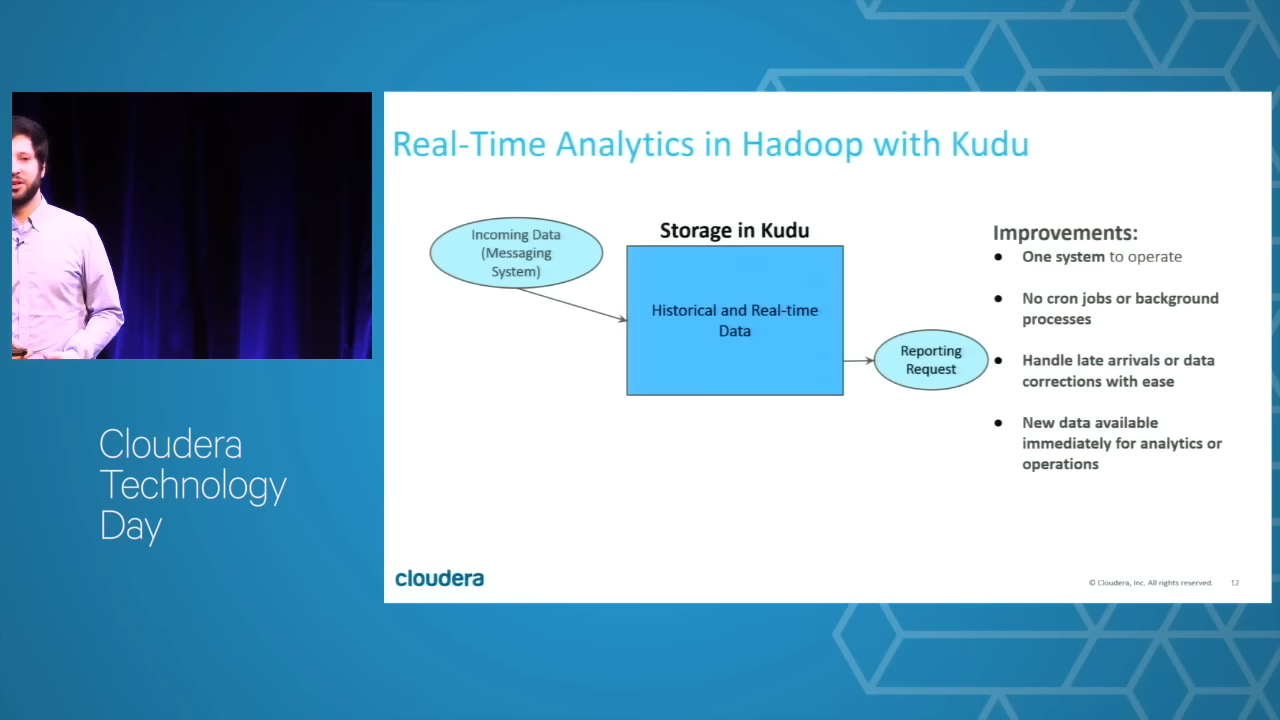 Real-Time Analytics in Hadoop with Kudu
Incoming Data
(Messaging
System)
Storage in Kudu
Historical and Real-time
Data
Reporting
Request
Improvements:
● One system to operate
● No cron jobs or background
processes
● Handle late arrivals or data
corrections with ease
● New data available
immediately for analytics or
operations
Cloudera
Technology
Day
cloudera
© Cloudera, Inc. All rights reserved.
12